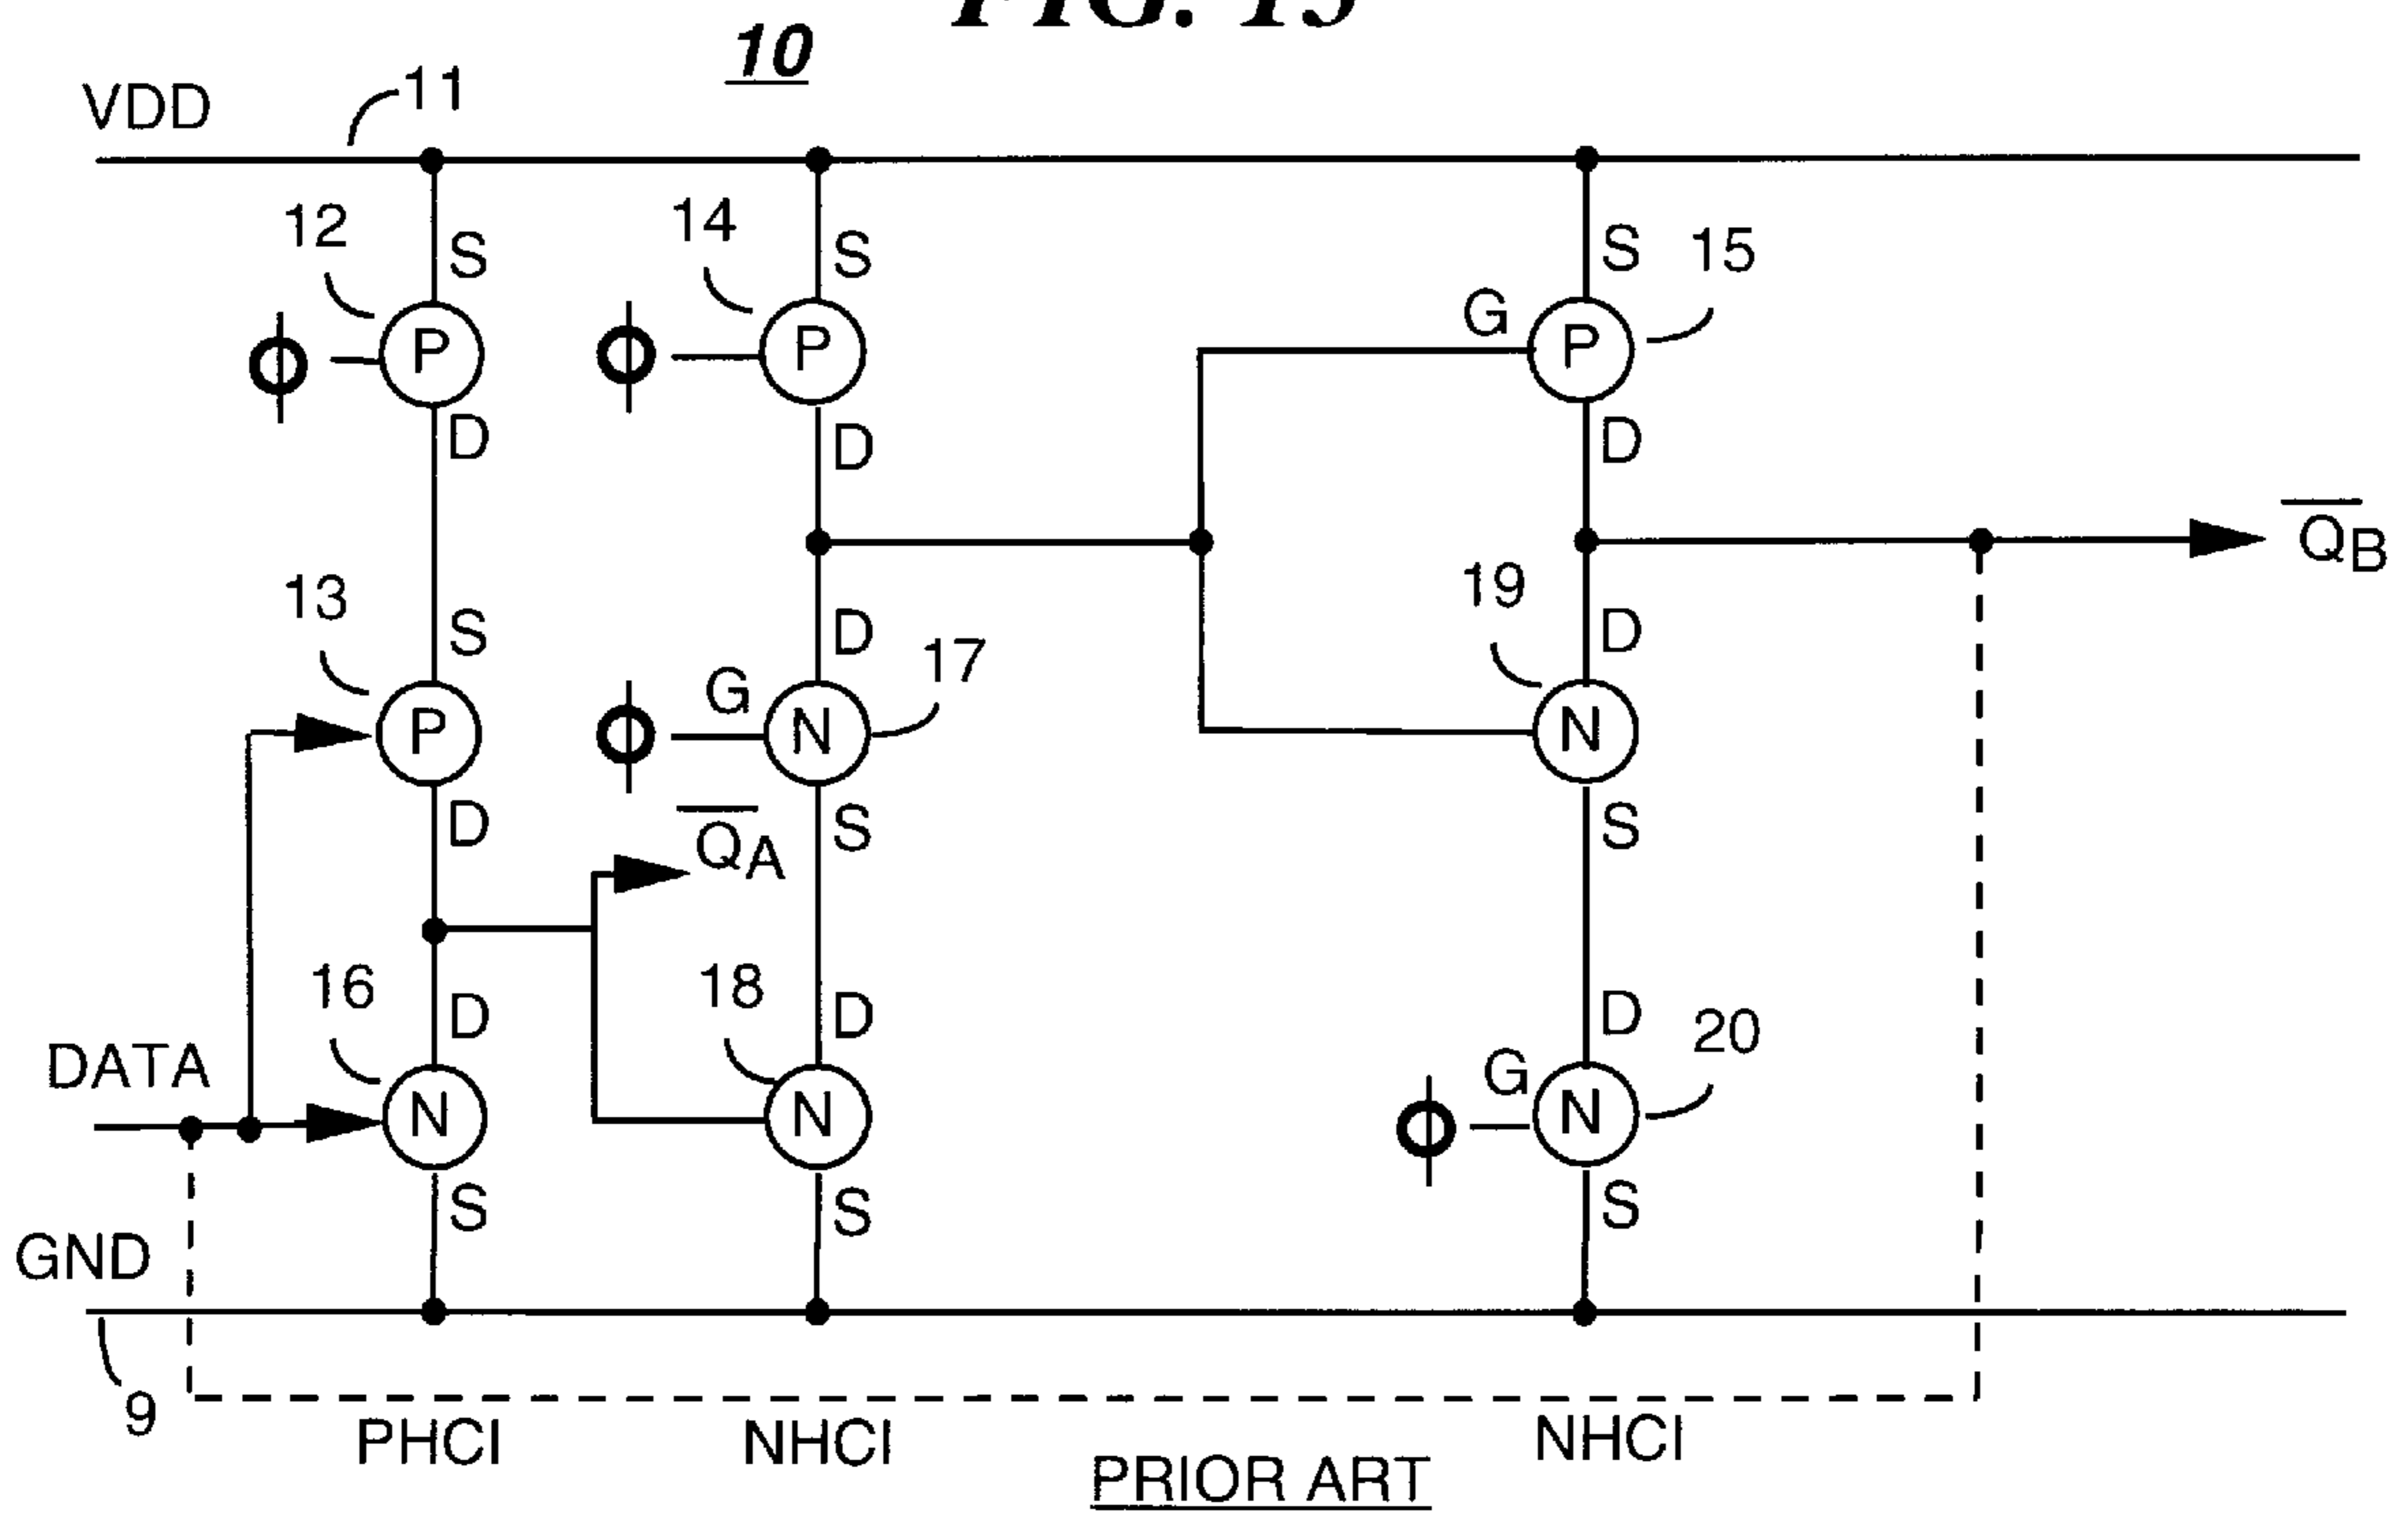 FIG. 15
10
VDD
11
12
S
14
S
S
15
ϕ
P
ϕ
P
G
P
D
D
D
Q̅B
13
S
D
17
19
D
P
ϕ
G
N
N
D
Q̅A
S
S
16
D
18
D
D
20
DATA
N
N
ϕ
G
N
S
S
S
GND
9
PHCI
NHCI
NHCI
PRIOR ART